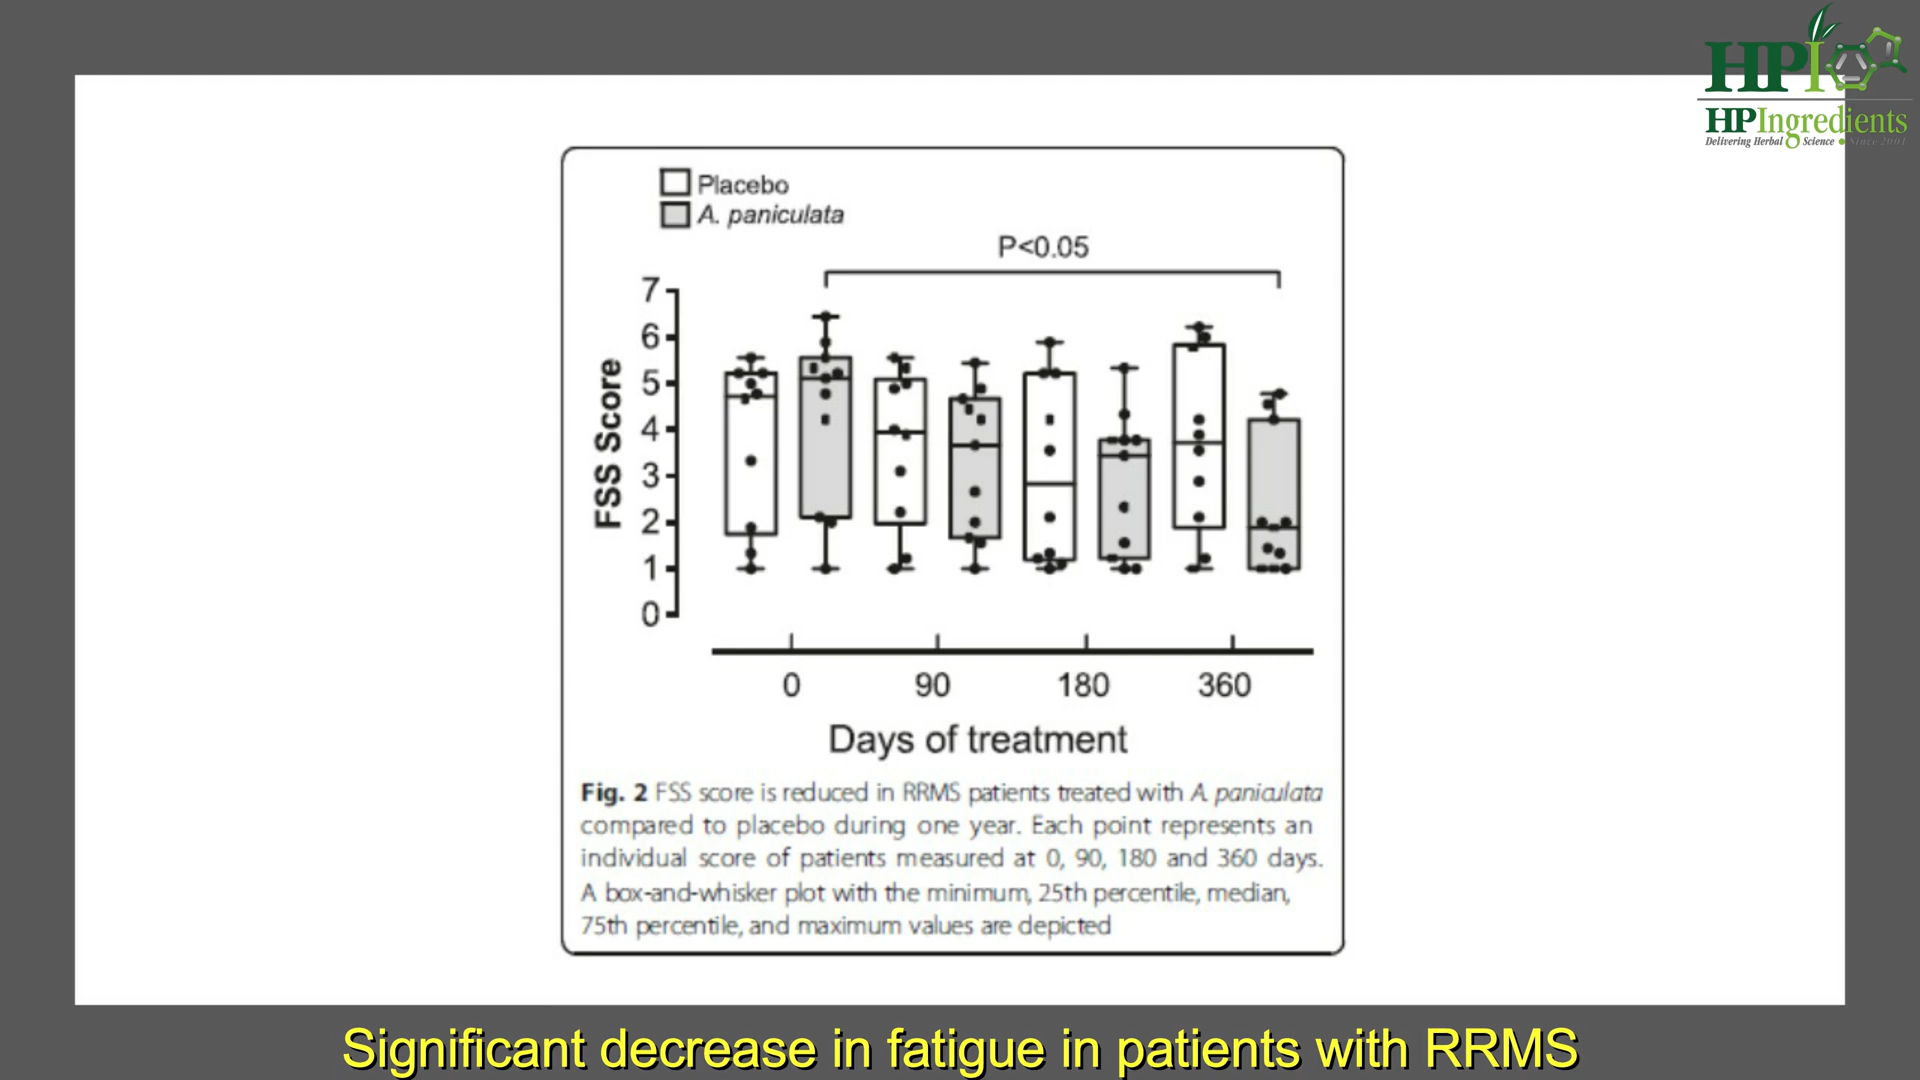 HPI
HPIngredients
Delivering Herbal Science • Since 2001
Placebo
A. paniculata
P<0.05
7
6
5
4
3
2
1
0
FSS Score
0 90 180 360
Days of treatment
Fig. 2 FSS score is reduced in RRMS patients treated with A. paniculata
compared to placebo during one year. Each point represents an
individual score of patients measured at 0, 90, 180 and 360 days.
A box-and-whisker plot with the minimum, 25th percentile, median,
75th percentile, and maximum values are depicted
Significant decrease in fatigue in patients with RRMS